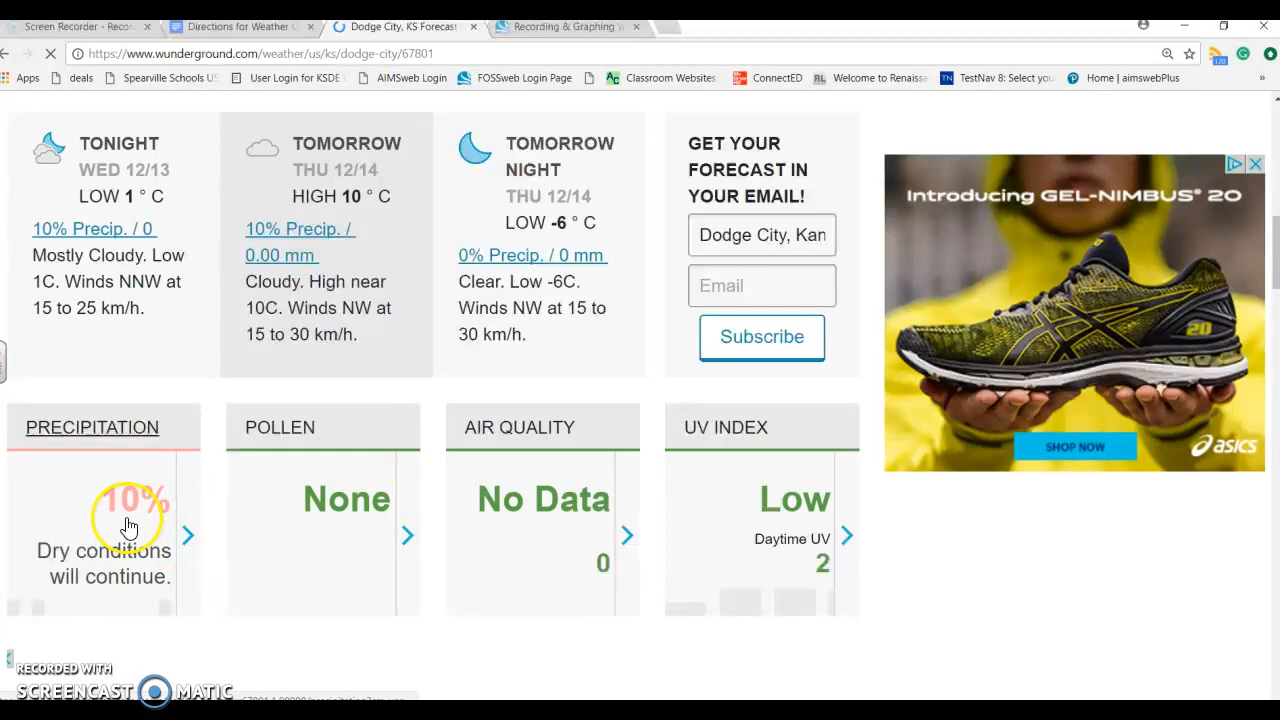 Screen Recorder - Reco
Directions for Weather
Dodge City, KS Forecast
Recording & Graphing
https://www.wunderground.com/weather/us/ks/dodge-city/67801
120
Apps
deals
Spearville Schools US
User Login for KSDE
AIMSweb Login
FOSSweb Login Page
Classroom Websites
ConnectED
RL Welcome to Renaiss
TN TestNav 8: Select you
Home | aimswebPlus
TONIGHT
WED 12/13
LOW 1 ° C
10% Precip. / 0
Mostly Cloudy. Low
1C. Winds NNW at
15 to 25 km/h.
TOMORROW
THU 12/14
HIGH 10 ° C
10% Precip. /
0.00 mm
Cloudy. High near
10C. Winds NW at
15 to 30 km/h.
TOMORROW
NIGHT
THU 12/14
LOW -6 ° C
0% Precip. / 0 mm
Clear. Low -6C.
Winds NW at 15 to
30 km/h.
GET YOUR
FORECAST IN
YOUR EMAIL!
Dodge City, Kan
Email
Subscribe
Introducing GEL-NIMBUS® 20
20
SHOP NOW
asics
PRECIPITATION
10%
Dry conditions
will continue.
POLLEN
None
AIR QUALITY
No Data
0
UV INDEX
Low
Daytime UV
2
RECORDED WITH
SCREENCAST MATIC